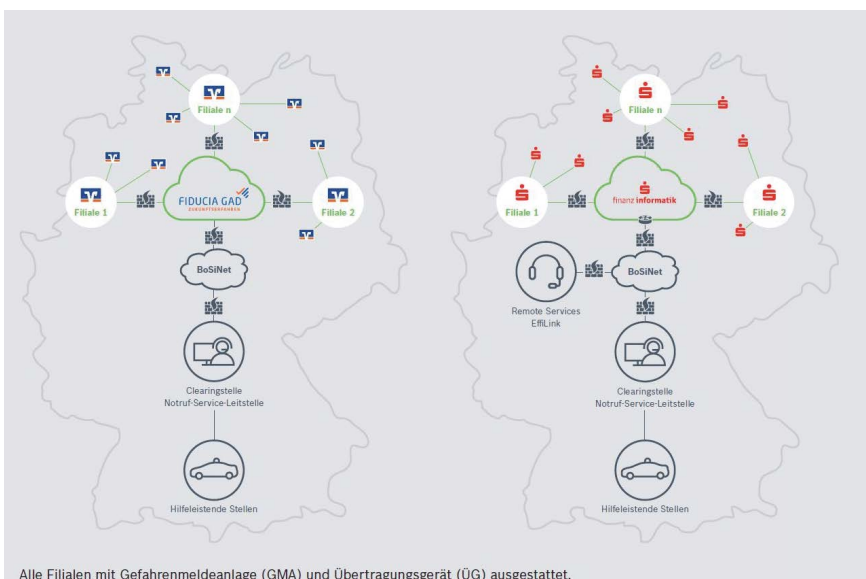 Filiale n
Filiale 1
FIDUCIA GAD
ZUKUNFTSERFAHREN
Filiale 2
BoSiNet
Clearingstelle
Notruf-Service-Leitstelle
Hilfeleistende Stellen
Filiale n
Filiale 1
finanz informatik
Filiale 2
BoSiNet
Remote Services
EffiLink
Clearingstelle
Notruf-Service-Leitstelle
Hilfeleistende Stellen
Alle Filialen mit Gefahrenmeldeanlage (GMA) und Übertragungsgerät (ÜG) ausgestattet.